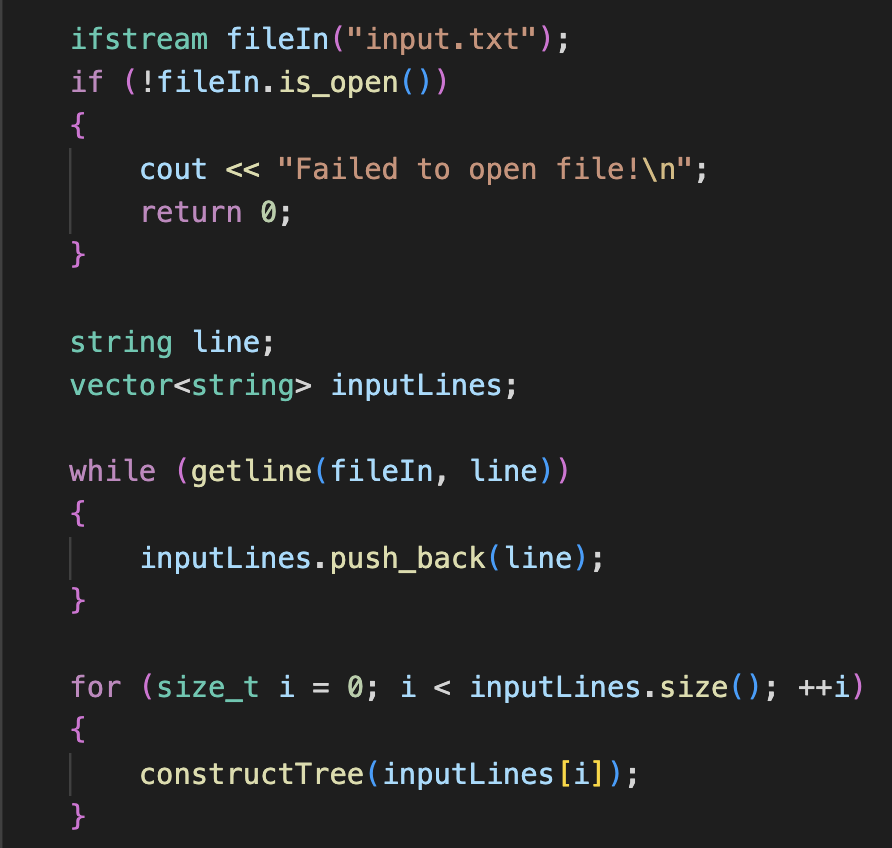 ifstream fileIn("input.txt");
if (!fileIn.is_open())
{
    cout << "Failed to open file!\n";
    return 0;
}
string line;
vector<string> inputLines;
while (getline(fileIn, line))
{
    inputLines.push_back(line);
}
for (size_t i = 0; i < inputLines.size(); ++i)
{
    constructTree(inputLines[i]);
}